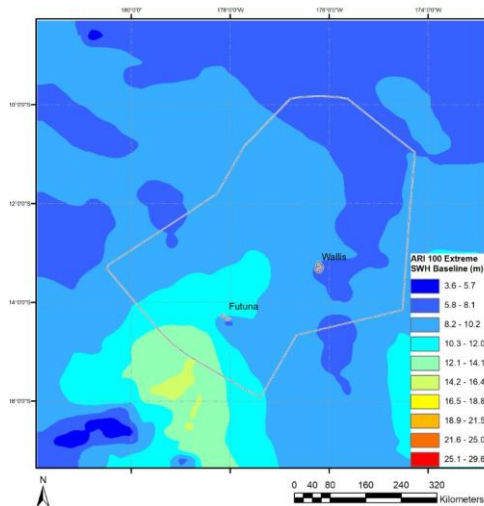 180°0'0" 178°0'0"W 176°0'0"W 174°0'0"W
10°0'0"S
12°0'0"S
Wallis
ARI 100 Extreme
SWH Baseline (m)
3.6 - 5.7
5.8 - 8.1
14°0'0"S
Futuna
8.2 - 10.2
10.3 - 12.0
12.1 - 14.1
14.2 - 16.4
16°0'0"S
16.5 - 18.8
18.9 - 21.5
21.6 - 25.0
25.1 - 29.6
N
0 40 80 160 240 320
Kilometers